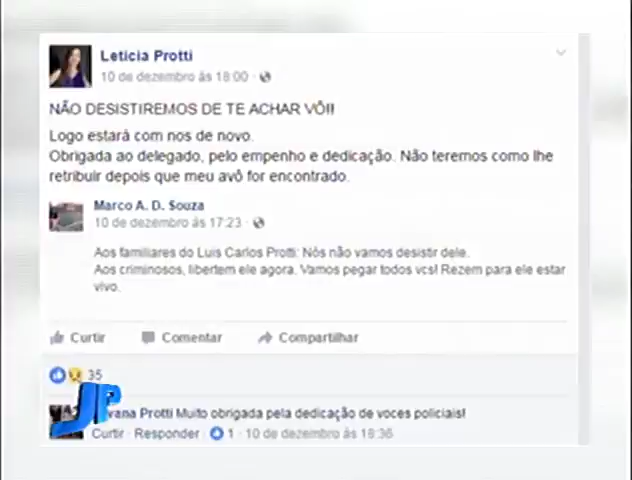 Letícia Protti
10 de dezembro às 18:00 ·
NÃO DESISTIREMOS DE TE ACHAR VÔ!!
Logo estará com nos de novo.
Obrigada ao delegado, pelo empenho e dedicação. Não teremos como lhe
retribuir depois que meu avô for encontrado.
Marco A. D. Souza
10 de dezembro às 17:23 ·
Aos familiares do Luis Carlos Protti: Nós não vamos desistir dele.
Aos criminosos, libertem ele agora. Vamos pegar todos vcs! Rezem para ele estar
vivo.
Curtir Comentar Compartilhar
35
JP
vana Protti Muito obrigada pela dedicação de voces policiais!
Curtir · Responder · 1 · 10 de dezembro às 18:36